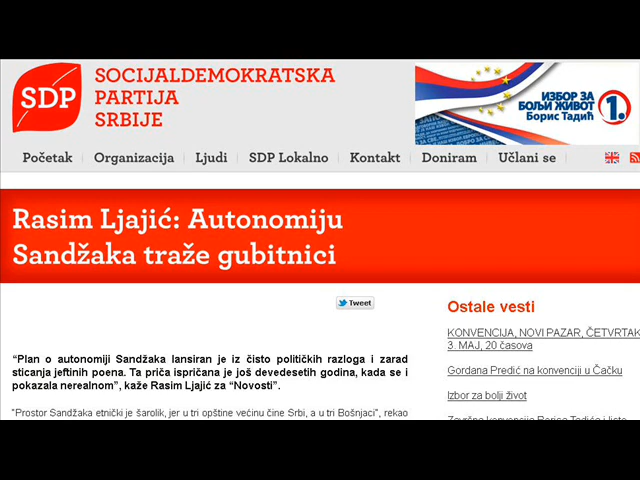 SDP
SOCIJALDEMOKRATSKA
PARTIJA
SRBIJE
ИЗБОР ЗА
БОЉИ ЖИВОТ
Борис Тадић
1.
Početak
Organizacija
Ljudi
SDP Lokalno
Kontakt
Doniram
Učlani se
Rasim Ljajić: Autonomiju
Sandžaka traže gubitnici
Tweet
“Plan o autonomiji Sandžaka lansiran je iz čisto političkih razloga i zarad
sticanja jeftinih poena. Ta priča ispričana je još devedesetih godina, kada se i
pokazala nerealnom”, kaže Rasim Ljajić za “Novosti”.
"Prostor Sandžaka etnički je šarolik, jer u tri opštine većinu čine Srbi, a u tri Bošnjaci", rekao
Ostale vesti
KONVENCIJA, NOVI PAZAR, ČETVRTAK
3. MAJ, 20 časova
Gordana Predić na konvenciji u Čačku
Izbor za bolji život